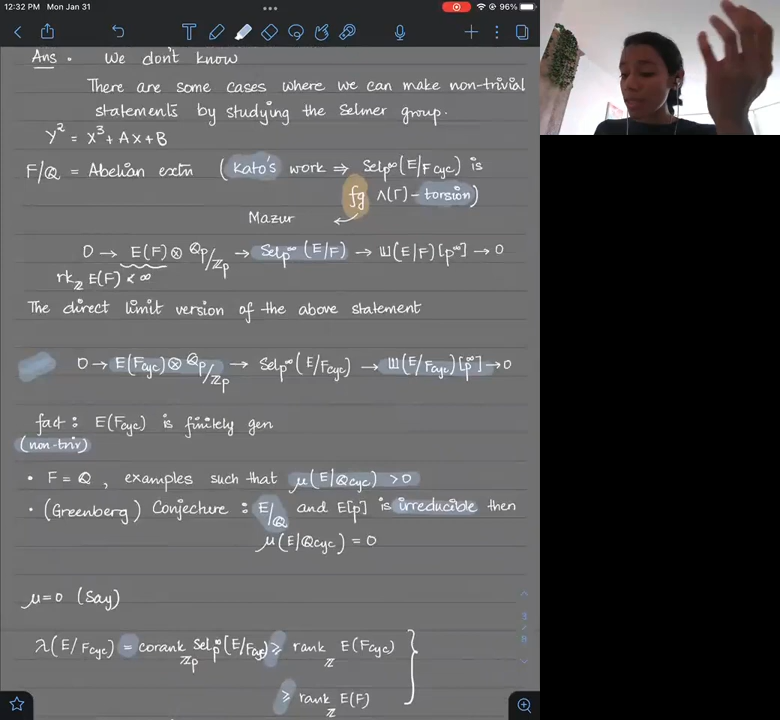 12:32 PM Mon Jan 31
96%
Ans. We don't know
There are some cases where we can make non-trivial
statements by studying the Selmer group.
Y² = X³ + AX + B
F/Q = Abelian extn (Kato's work ⇒ Selp∞(E/Fcyc) is
fg Λ(Γ)-torsion)
Mazur ↙
0 → E(F)⊗Qp/Zp → Selp∞(E/F) → Ш(E/F)[p∞] → 0
rkℤ E(F) < ∞
The direct limit version of the above statement
0 → E(Fcyc)⊗Qp/Zp → Selp∞(E/Fcyc) → Ш(E/Fcyc)[p∞] → 0
fact: E(Fcyc) is finitely gen
(non-triv)
• F = Q, examples such that μ(E/Qcyc) > 0
• (Greenberg) Conjecture : E/Q and E[p] is irreducible then
μ(E/Qcyc) = 0
μ=0 (Say)
λ(E/Fcyc) = corankℤp Selp∞(E/Fcyc) ≥ rankℤ E(Fcyc)
≥ rankℤ E(F)